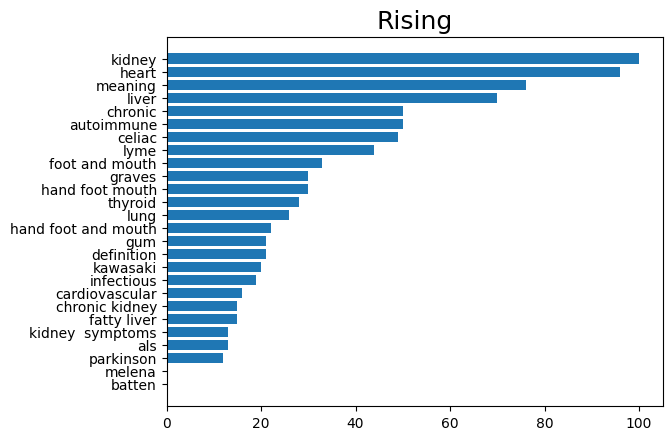 Rising
kidney
heart
meaning
liver
chronic
autoimmune
celiac
lyme
foot and mouth
graves
hand foot mouth
thyroid
lung
hand foot and mouth
gum
definition
kawasaki
infectious
cardiovascular
chronic kidney
fatty liver
kidney  symptoms
als
parkinson
melena
batten
0 20 40 60 80 100